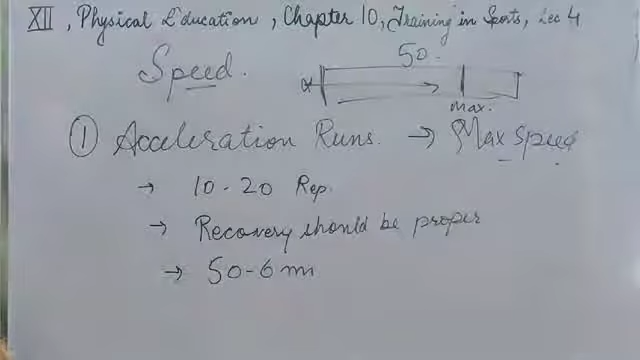 XII, Physical Education, Chapter 10, Training in Sports, Lec 4
50
Speed.
max.
① Acceleration Runs. → Max Speed
→ 10-20 Rep.
→ Recovery should be proper
→ 50-6 m